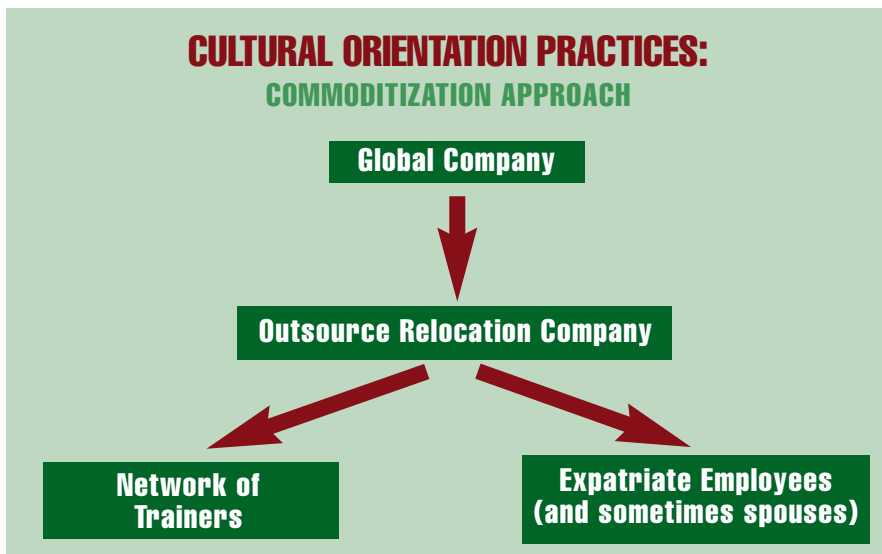 CULTURAL ORIENTATION PRACTICES:
COMMODITIZATION APPROACH
Global Company
Outsource Relocation Company
Network of
Trainers
Expatriate Employees
(and sometimes spouses)